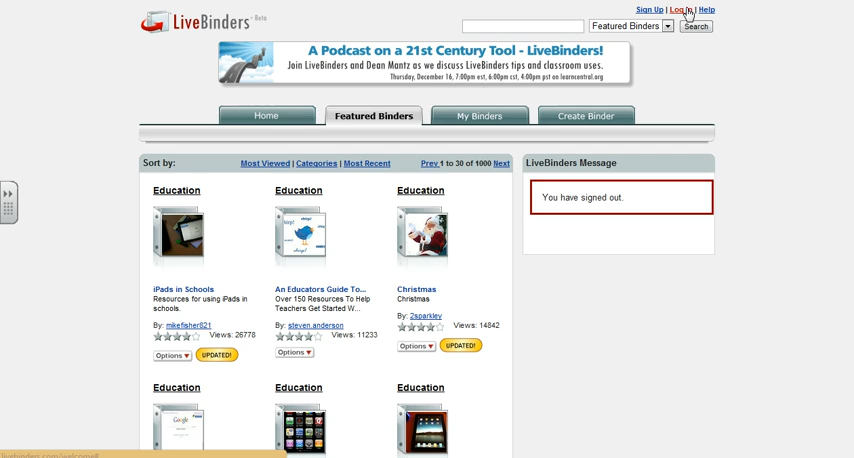 Sign Up | Log In | Help
LiveBinders Beta
Featured Binders
Search
A Podcast on a 21st Century Tool - LiveBinders!
Join LiveBinders and Dean Mantz as we discuss LiveBinders tips and classroom uses.
Thursday, December 16, 7:00pm est, 6:00pm cst, 4:00pm pst on learncentral.org
Home
Featured Binders
My Binders
Create Binder
Sort by:
Most Viewed | Categories | Most Recent
Prev 1 to 30 of 1000 Next
LiveBinders Message
You have signed out.
Education
Education
Education
iPads in Schools
Resources for using iPads in
schools.
By: mikefisher821
Views: 26778
Options
UPDATED!
An Educators Guide To...
Over 150 Resources To Help
Teachers Get Started W...
By: steven.anderson
Views: 11233
Options
Christmas
Christmas
By: 2sparkley
Views: 14842
Options
UPDATED!
Education
Education
Education
Google